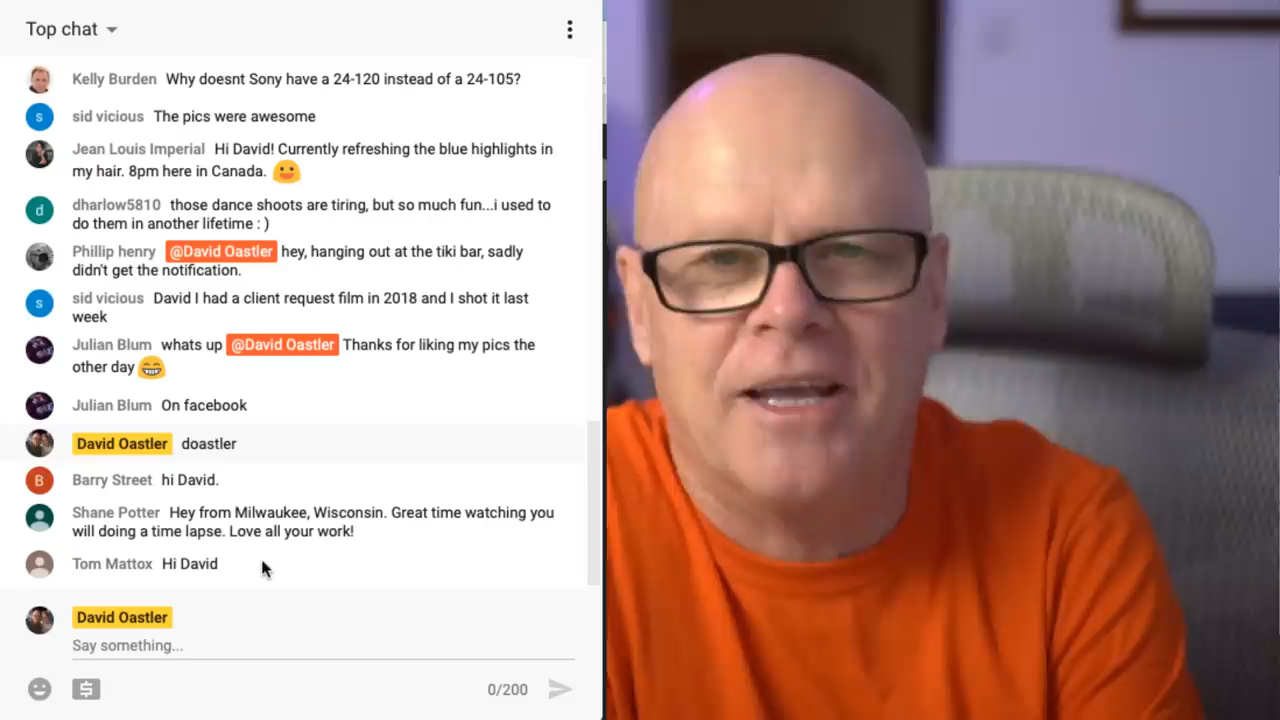 Top chat
Kelly Burden Why doesnt Sony have a 24-120 instead of a 24-105?
s sid vicious The pics were awesome
Jean Louis Imperial Hi David! Currently refreshing the blue highlights in
my hair. 8pm here in Canada.
d dharlow5810 those dance shoots are tiring, but so much fun...i used to
do them in another lifetime : )
Phillip henry @David Oastler hey, hanging out at the tiki bar, sadly
didn't get the notification.
s sid vicious David I had a client request film in 2018 and I shot it last
week
Julian Blum whats up @David Oastler Thanks for liking my pics the
other day
Julian Blum On facebook
David Oastler doastler
B Barry Street hi David.
Shane Potter Hey from Milwaukee, Wisconsin. Great time watching you
will doing a time lapse. Love all your work!
Tom Mattox Hi David
David Oastler
Say something...
$ 0/200